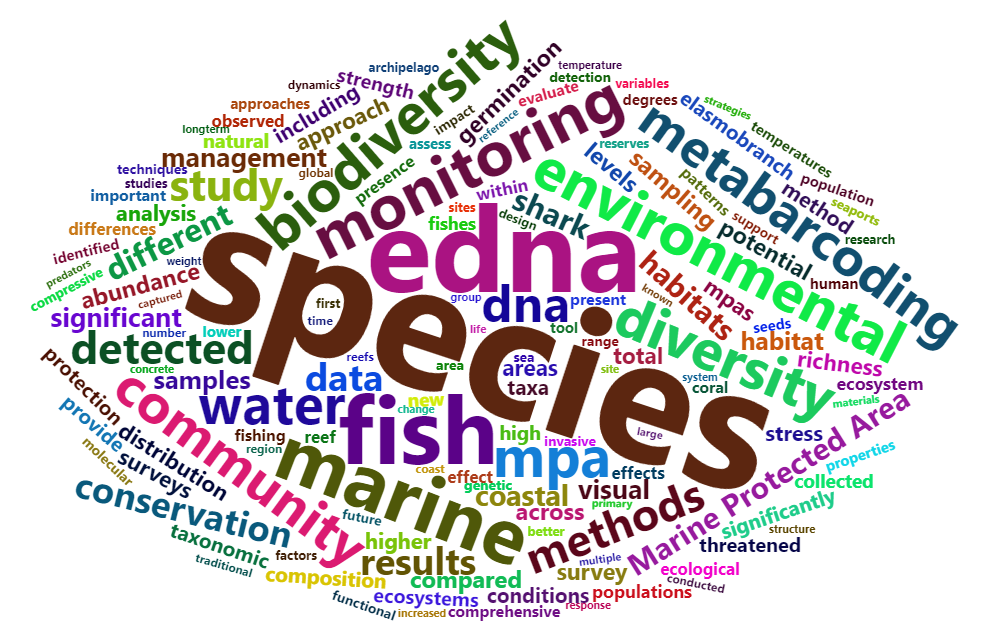 temperature
archipelago
detection
dynamics
strength
variables
biodiversity
germination
approaches
including
approach
impact
evaluate
degrees
elasmobranch
strategies
observed
reference
monitoring
longterm
natural
assess
reserves
temperatures
management
global
presence
levels
sampling
metabarcoding
techniques
studies
study
within
environmental
patterns
population
important
method
seaports
analysis
different
sites
fishes
design
shark
support
potential
research
differences
identified
species
edna
habitats
human
predators
weight
known
mpas
compressive
abundance
captured
first
group
dna
present
significant
time
number
lower
life
tool
diversity
seeds
habitat
detected
range
total
richness
concrete
reefs
area
sea
areas
site
system
coral
ecosystem
protection
samples
data
taxa
materials
community
water
new
change
fish
Marine Protected Area
provide
distribution
fishing
reef
high
invasive
large
stress
region
marine
mpa
molecular
surveys
coast
effect
effects
properties
genetic
collected
conservation
coastal
visual
primary
future
across
methods
significantly
structure
taxonomic
higher
better
threatened
factors
results
traditional
composition
compared
survey
multiple
ecological
conducted
ecosystems
conditions
populations
functional
increased
comprehensive
response